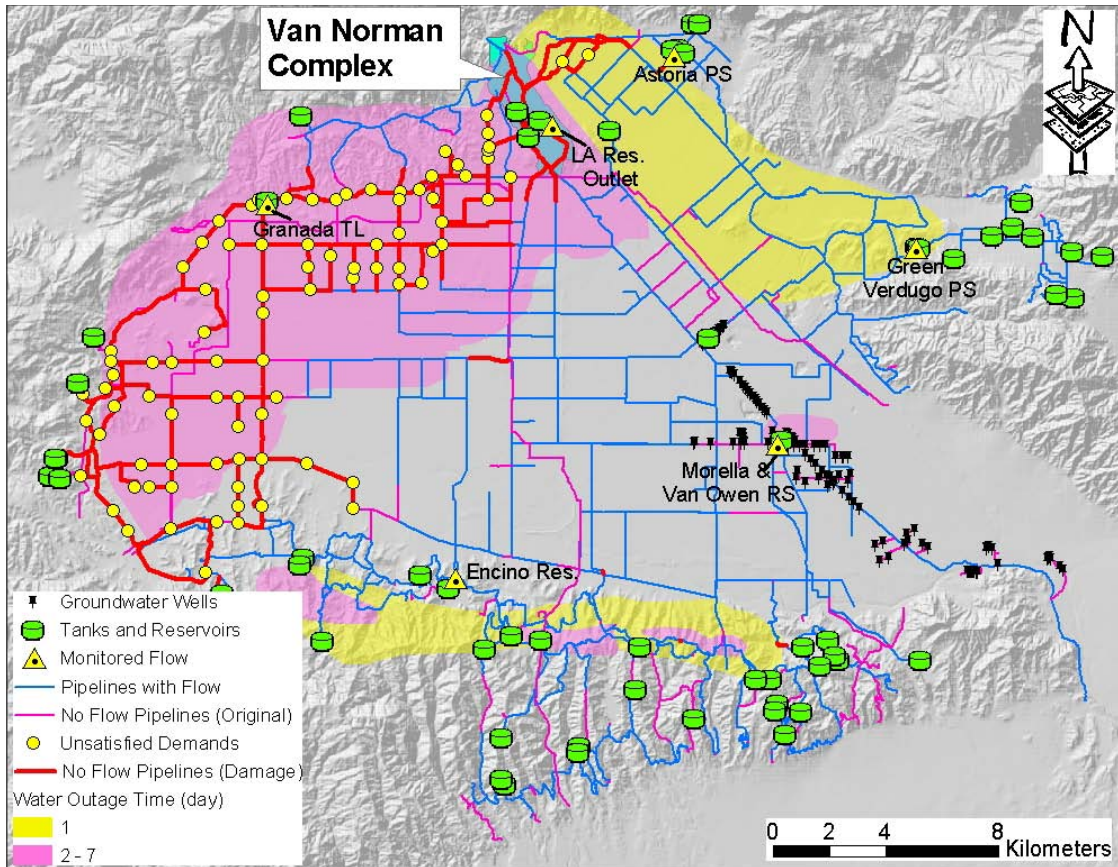 Van Norman
Complex
N
Astoria PS
LA Res.
Outlet
Granada TL
Green
Verdugo PS
Morella &
Van Owen RS
Encino Res.
Groundwater Wells
Tanks and Reservoirs
Monitored Flow
Pipelines with Flow
No Flow Pipelines (Original)
Unsatisfied Demands
No Flow Pipelines (Damage)
Water Outage Time (day)
1
2 - 7
0 2 4 8
Kilometers